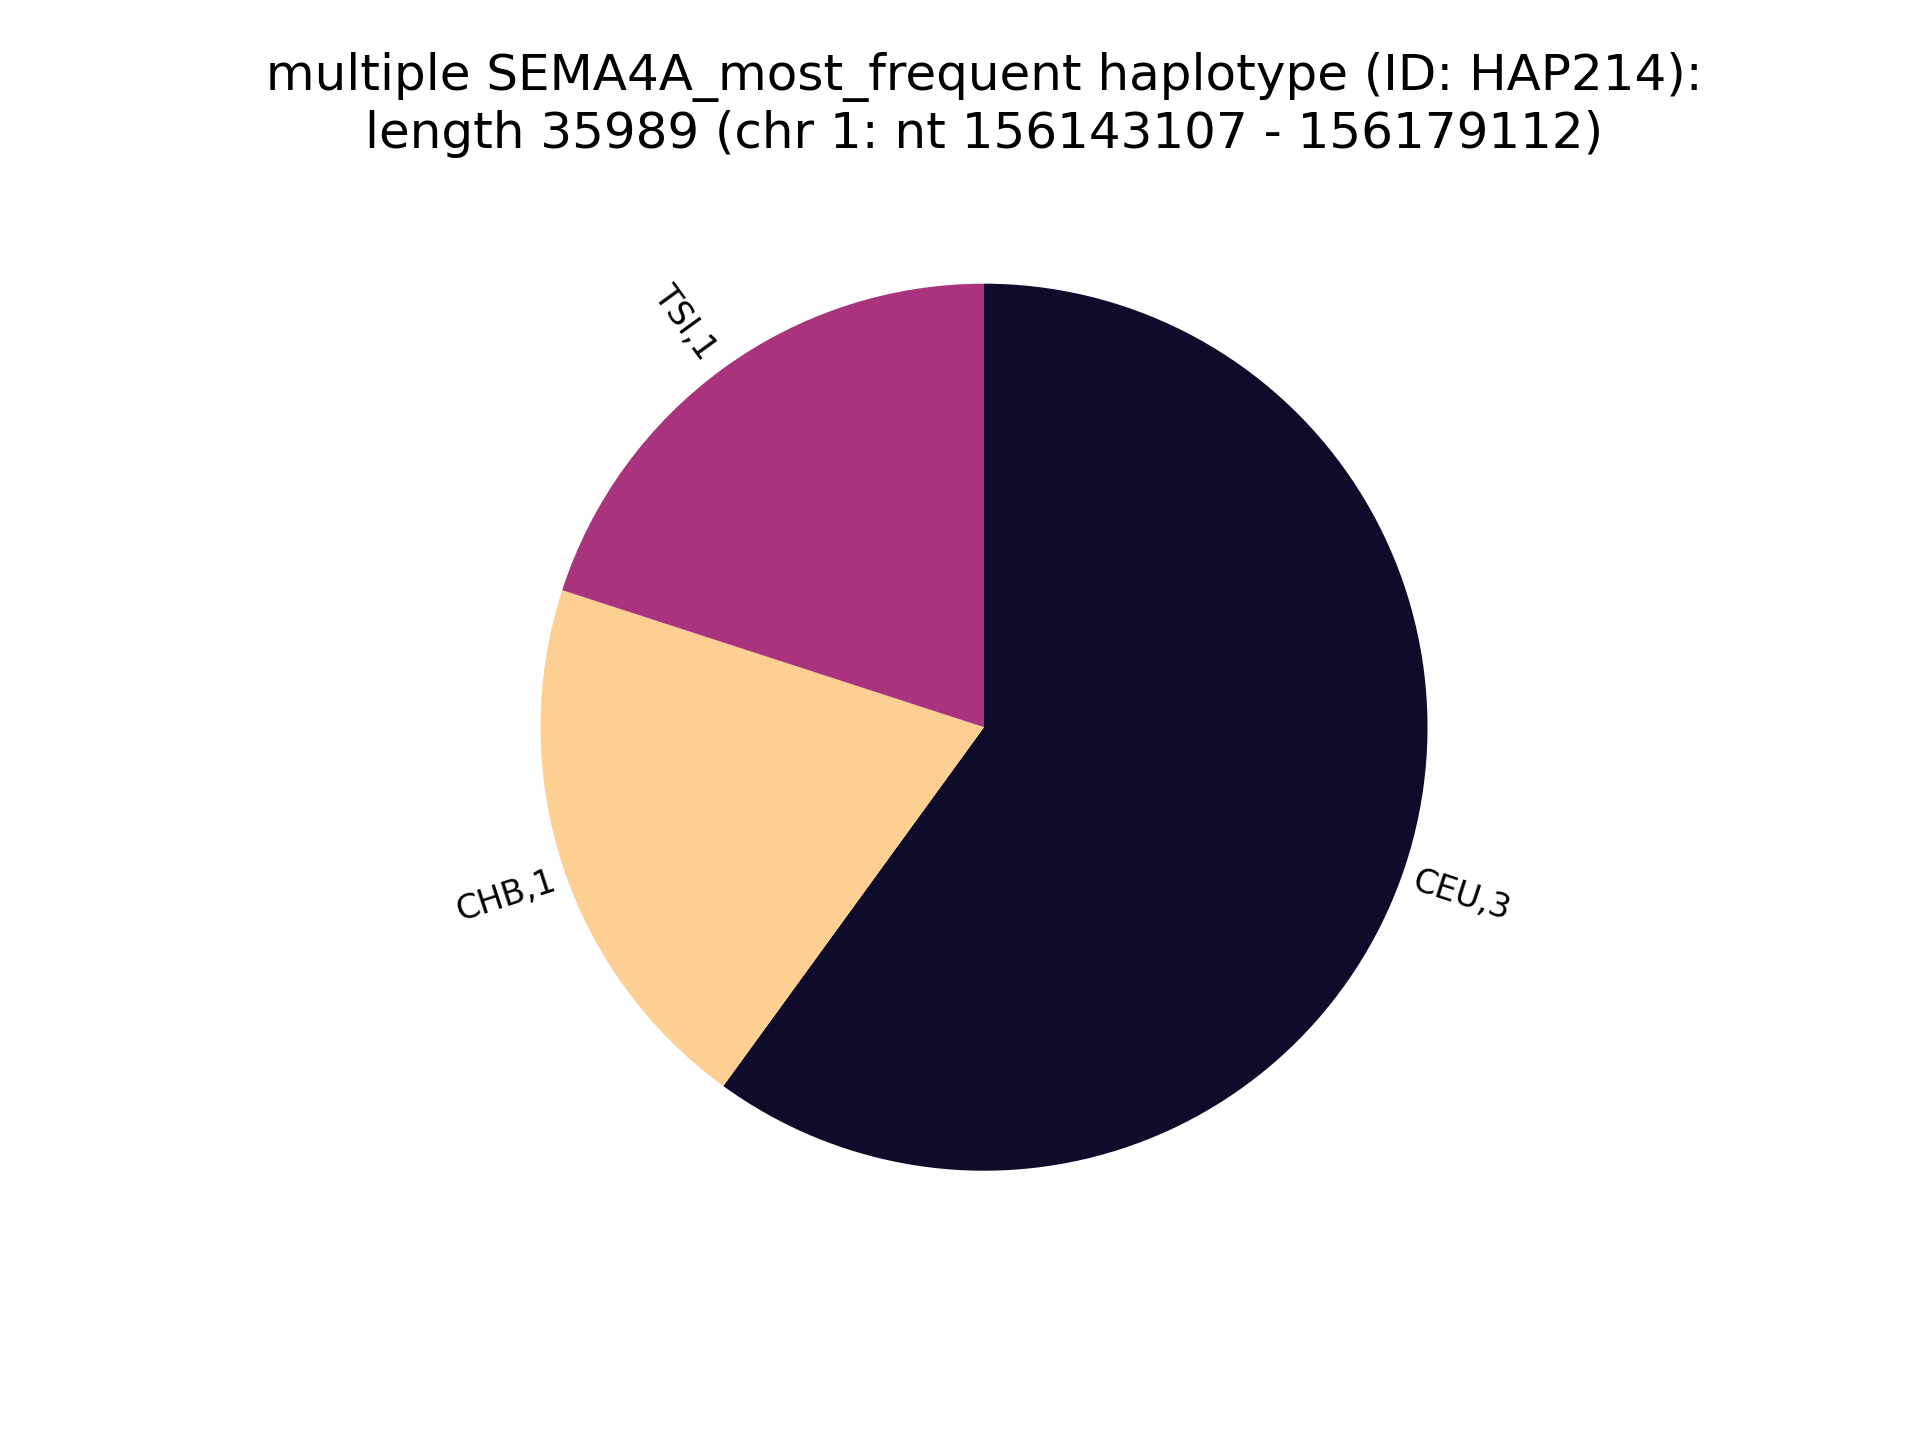 multiple SEMA4A_most_frequent haplotype (ID: HAP214):
length 35989 (chr 1: nt 156143107 - 156179112)
TSI,1
CHB,1
CEU,3